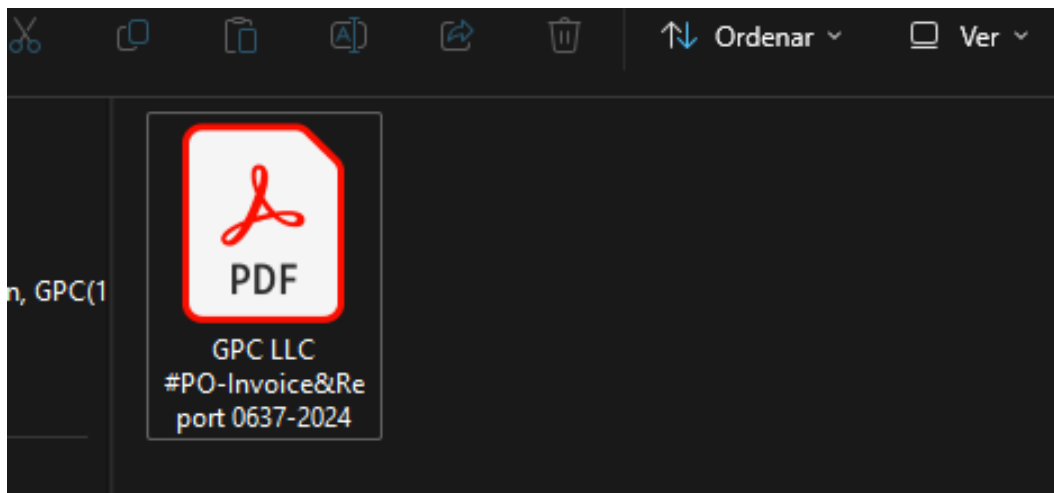 Ordenar
Ver
n, GPC(1
PDF
GPC LLC
#PO-Invoice&Re
port 0637-2024